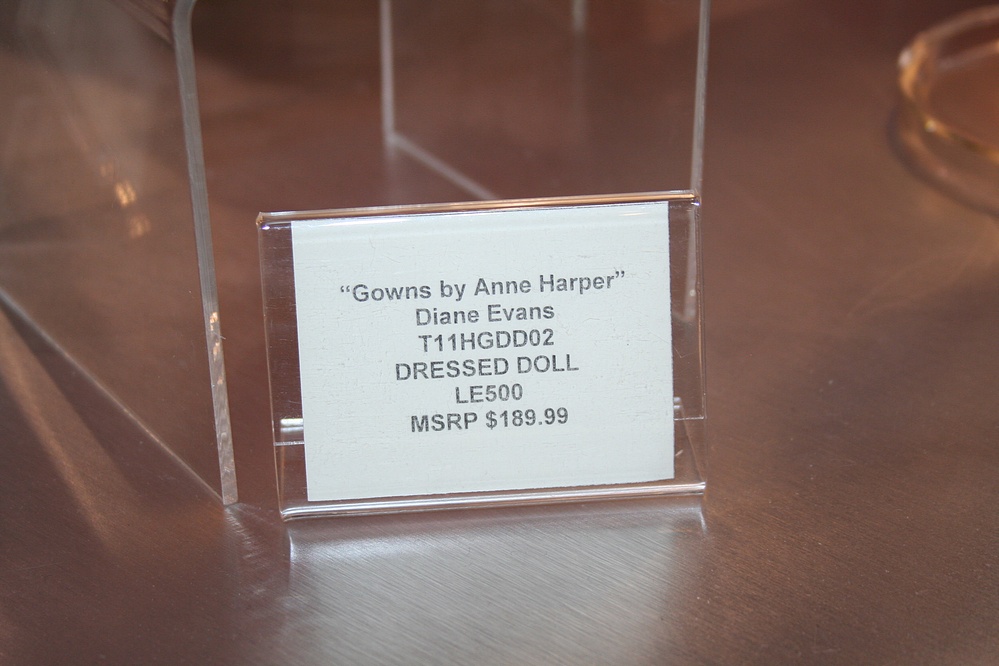 “Gowns by Anne Harper”
Diane Evans
T11HGDD02
DRESSED DOLL
LE500
MSRP $189.99